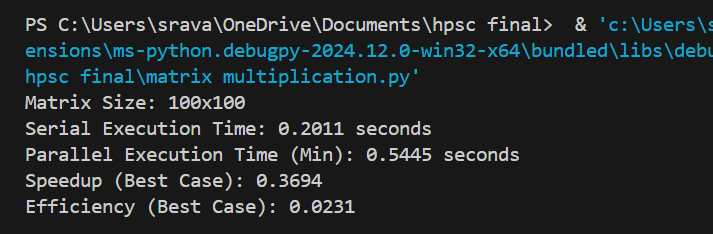 PS C:\Users\srava\OneDrive\Documents\hpsc final>  & 'c:\Users\s
ensions\ms-python.debugpy-2024.12.0-win32-x64\bundled\libs\debu
hpsc final\matrix multiplication.py'
Matrix Size: 100x100
Serial Execution Time: 0.2011 seconds
Parallel Execution Time (Min): 0.5445 seconds
Speedup (Best Case): 0.3694
Efficiency (Best Case): 0.0231